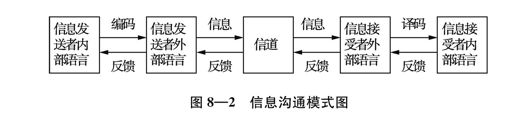 信息发送者内部语言
编码
反馈
信息发送者外部语言
信息
反馈
信道
信息
反馈
信息接受者外部语言
译码
反馈
信息接受者内部语言
图 8—2 信息沟通模式图